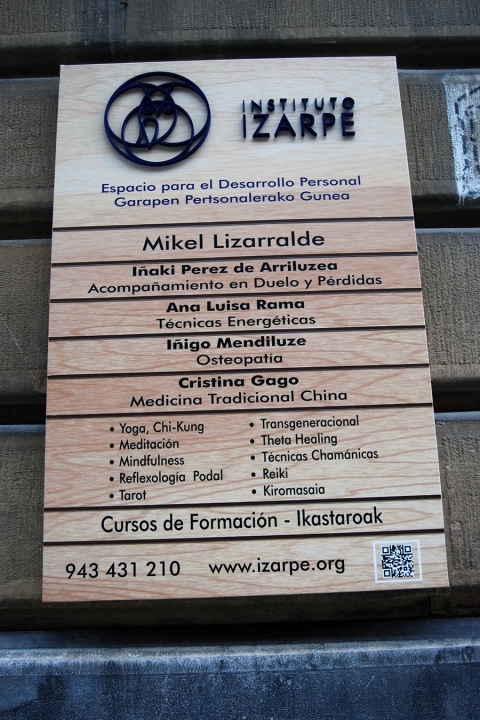 INSTITUTO
IZARPE
Espacio para el Desarrollo Personal
Garapen Pertsonalerako Gunea
Mikel Lizarralde
Iñaki Perez de Arriluzea
Acompañamiento en Duelo y Pérdidas
Ana Luisa Rama
Técnicas Energéticas
Iñigo Mendiluze
Osteopatía
Cristina Gago
Medicina Tradicional China
• Yoga, Chi-Kung
• Meditación
• Mindfulness
• Reflexología Podal
• Tarot
• Transgeneracional
• Theta Healing
• Técnicas Chamánicas
• Reiki
• Kiromasaia
Cursos de Formación - Ikastaroak
943 431 210 www.izarpe.org